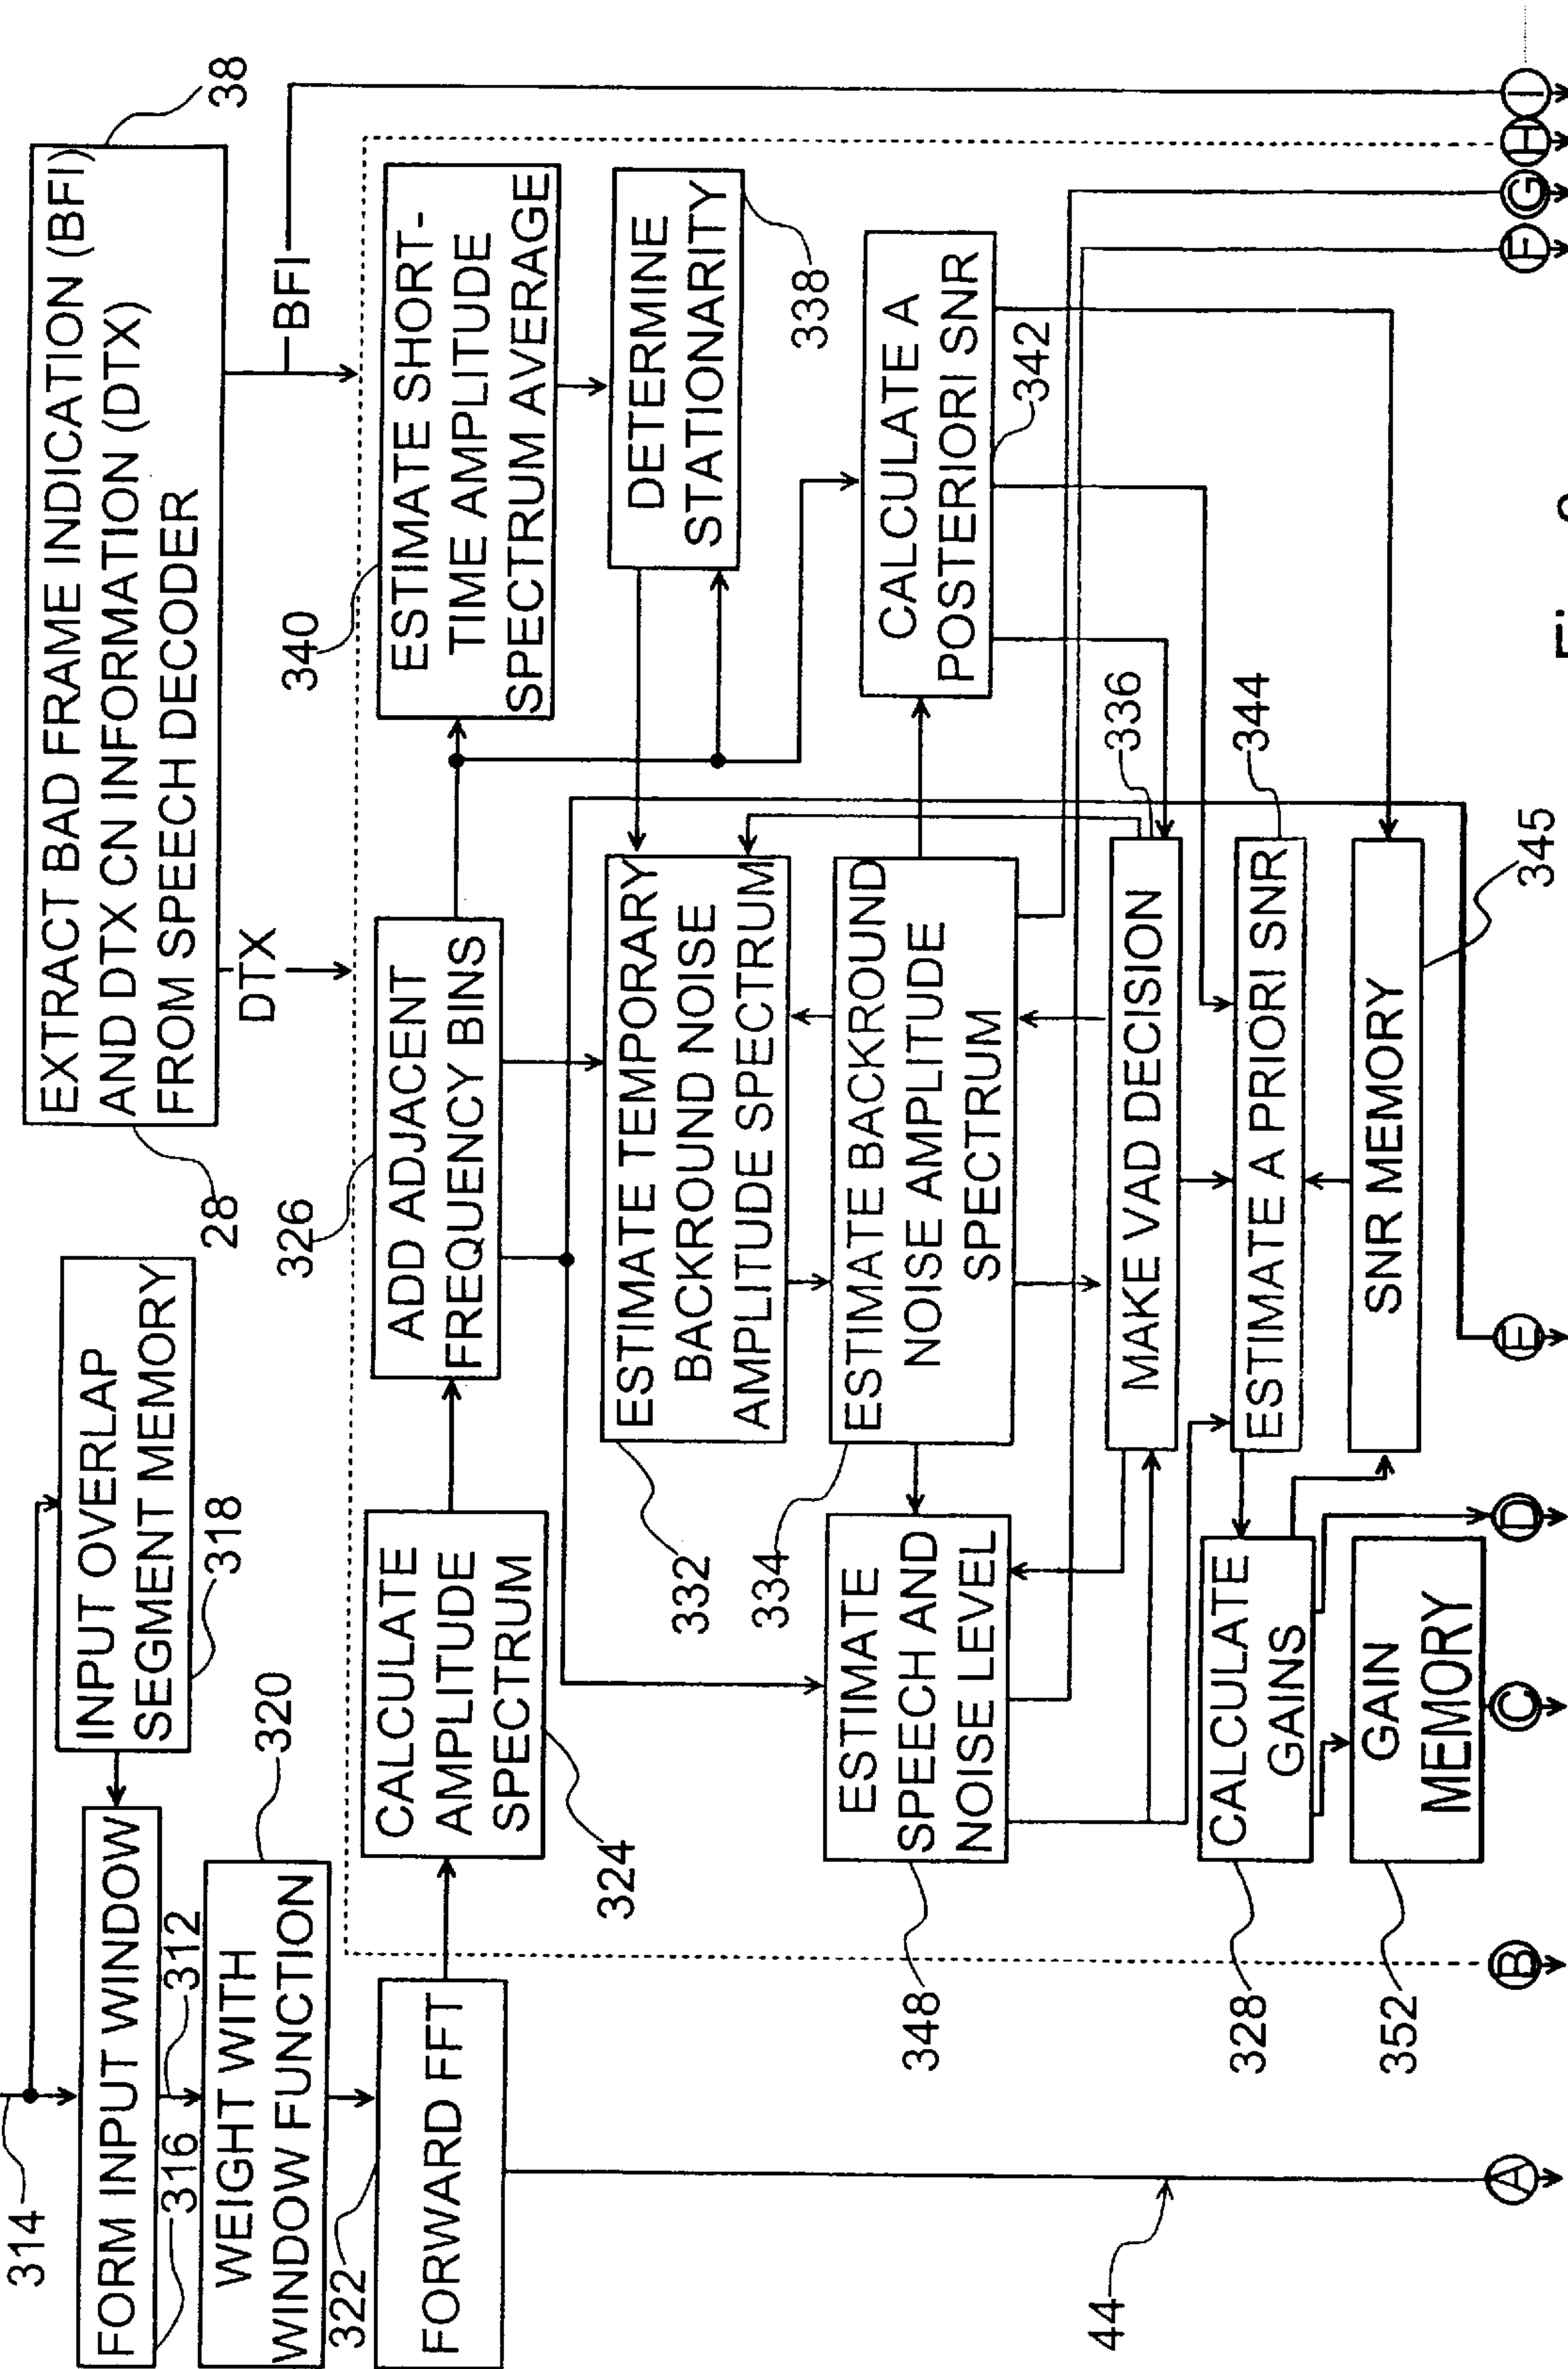 314
EXTRACT BAD FRAME INDICATION (BFI)
AND DTX CN INFORMATION (DTX)
FROM SPEECH DECODER
38
28
DTX
BFI
INPUT OVERLAP
SEGMENT MEMORY
318
FORM INPUT WINDOW
316
312
WEIGHT WITH
WINDOW FUNCTION
320
322
FORWARD FFT
CALCULATE
AMPLITUDE
SPECTRUM
324
326
ADD ADJACENT
FREQUENCY BINS
340
ESTIMATE SHORT-
TIME AMPLITUDE
SPECTRUM AVERAGE
DETERMINE
STATIONARITY
338
ESTIMATE TEMPORARY
BACKROUND NOISE
AMPLITUDE SPECTRUM
332
ESTIMATE BACKROUND
NOISE AMPLITUDE
SPECTRUM
334
CALCULATE A
POSTERIORI SNR
342
ESTIMATE
SPEECH AND
NOISE LEVEL
348
MAKE VAD DECISION
336
ESTIMATE A PRIORI SNR
344
SNR MEMORY
345
CALCULATE
GAINS
328
GAIN
MEMORY
352
44
A
B
C
D
E
F
G
H
I